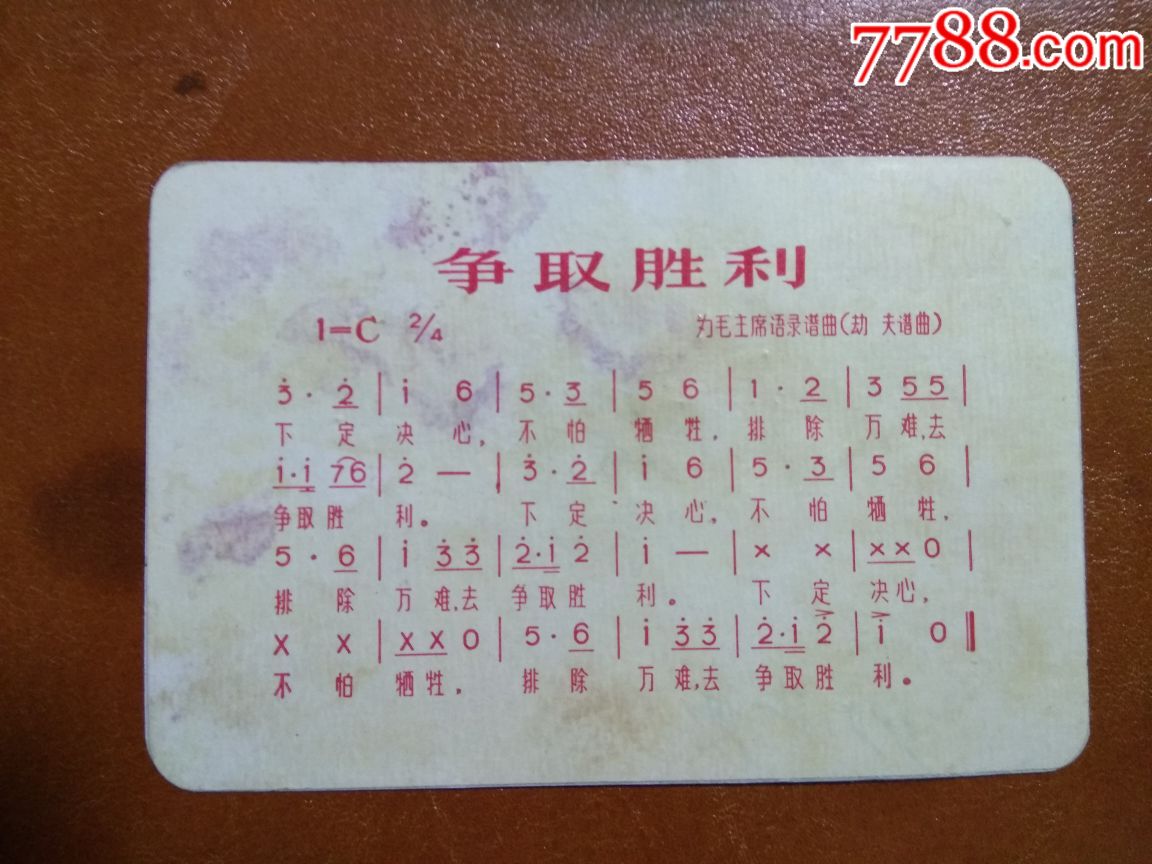 7788.com
争取胜利
1=C 2/4 为毛主席语录谱曲(劫 夫谱曲)
3̇ · 2̇ | i̇ 6 | 5 · 3 | 5 6 | 1 · 2 | 3 5 5 |
下 定 决 心, 不 怕 牺 牲, 排 除 万 难,去
i̇ · i̇ 7 6 | 2̇ — | 3̇ · 2̇ | i̇ 6 | 5 · 3 | 5 6
争取胜 利。 下 定 决 心, 不 怕 牺 牲,
5 · 6 | i̇ 3̇ 3̇ | 2̇ · i̇ 2̇ | i̇ — | × × | × × 0 |
排 除 万 难,去 争取胜 利。 下 定 决心,
× × | × × 0 | 5 · 6 | i̇ 3̇ 3̇ | 2̇ · i̇ 2̇ | i̇ 0 ‖
不 怕 牺牲, 排 除 万 难,去 争取胜 利。